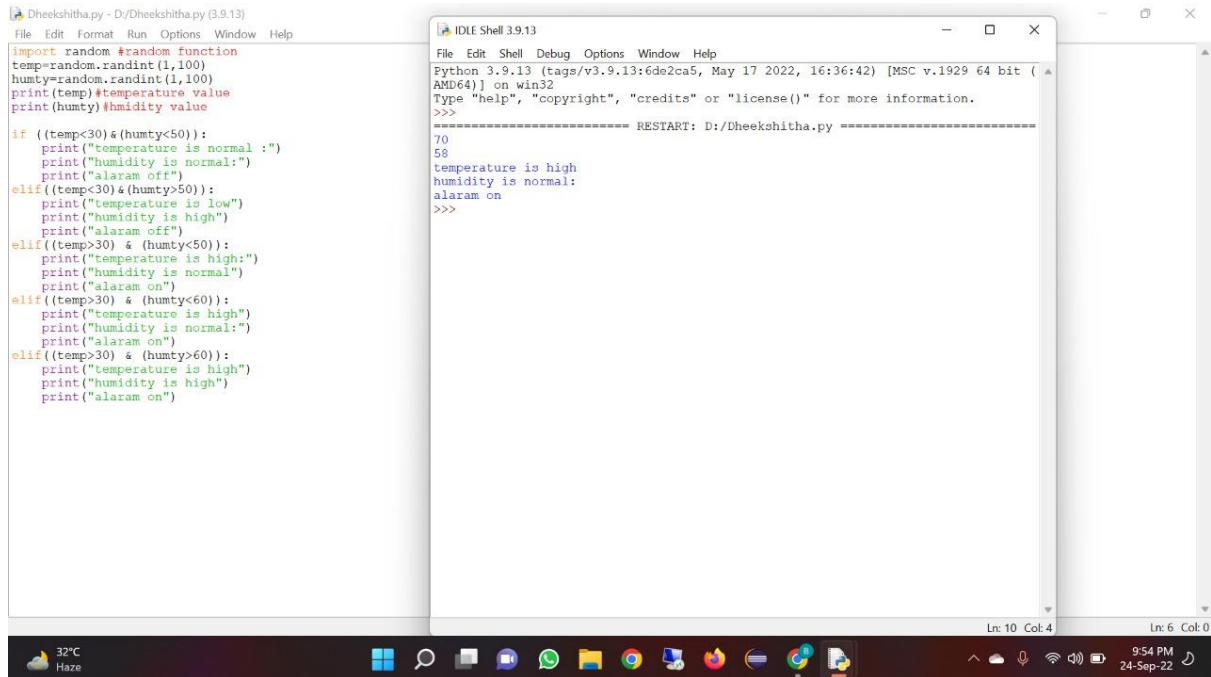 Dheekshitha.py - D:/Dheekshitha.py (3.9.13)
File Edit Format Run Options Window Help
import random #random function
temp=random.randint(1,100)
humty=random.randint(1,100)
print(temp)#temperature value
print(humty)#hmidity value
if ((temp<30)&(humty<50)):
    print("temperature is normal :")
    print("humidity is normal:")
    print("alaram off")
elif((temp<30)&(humty>50)):
    print("temperature is low")
    print("humidity is high")
    print("alaram off")
elif((temp>30) & (humty<50)):
    print("temperature is high:")
    print("humidity is normal")
    print("alaram on")
elif((temp>30) & (humty<60)):
    print("temperature is high")
    print("humidity is normal:")
    print("alaram on")
elif((temp>30) & (humty>60)):
    print("temperature is high")
    print("humidity is high")
    print("alaram on")
IDLE Shell 3.9.13
File Edit Shell Debug Options Window Help
Python 3.9.13 (tags/v3.9.13:6de2ca5, May 17 2022, 16:36:42) [MSC v.1929 64 bit (
AMD64)] on win32
Type "help", "copyright", "credits" or "license()" for more information.
>>>
========================== RESTART: D:/Dheekshitha.py ==========================
70
58
temperature is high
humidity is normal:
alaram on
>>>
Ln: 10 Col: 4
Ln: 6 Col: 0
32°C
Haze
9:54 PM
24-Sep-22